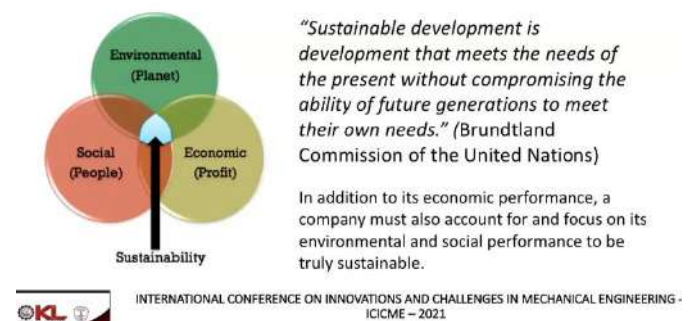 Environmental
(Planet)
Social
(People)
Economic
(Profit)
Sustainability
“Sustainable development is
development that meets the needs of
the present without compromising the
ability of future generations to meet
their own needs.” (Brundtland
Commission of the United Nations)
In addition to its economic performance, a
company must also account for and focus on its
environmental and social performance to be
truly sustainable.
KL
INTERNATIONAL CONFERENCE ON INNOVATIONS AND CHALLENGES IN MECHANICAL ENGINEERING -
ICICME – 2021